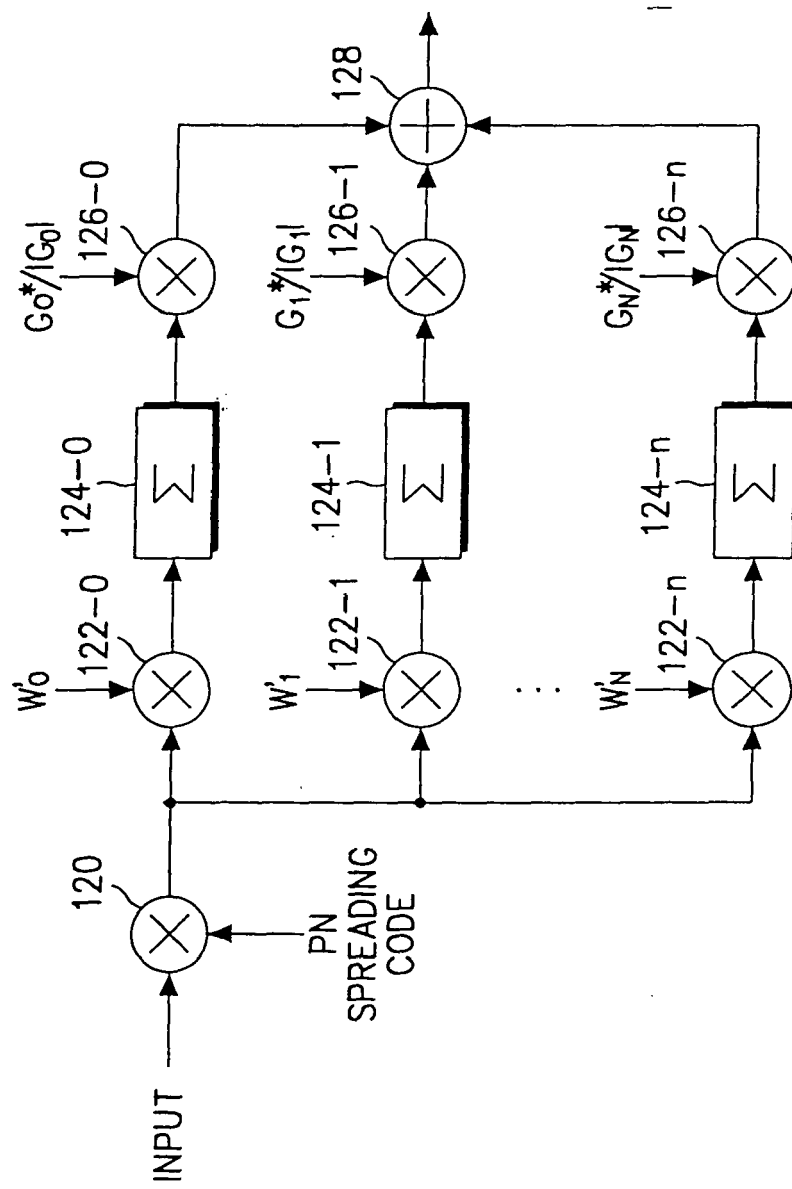 INPUT
120
PN
SPREADING
CODE
W'0
122-0
124-0
Σ
G0*/|G0|
126-0
128
W'1
122-1
124-1
Σ
G1*/|G1|
126-1
...
W'N
122-n
124-n
Σ
GN*/|GN|
126-n